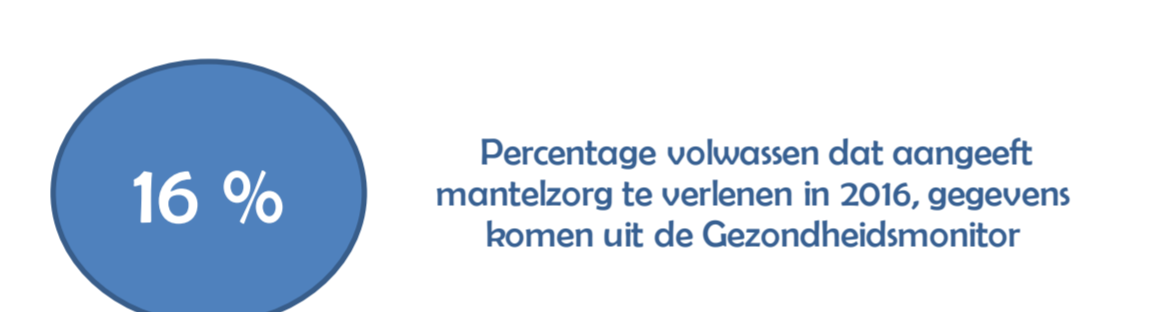 16 %
Percentage volwassen dat aangeeft
mantelzorg te verlenen in 2016, gegevens
komen uit de Gezondheidsmonitor